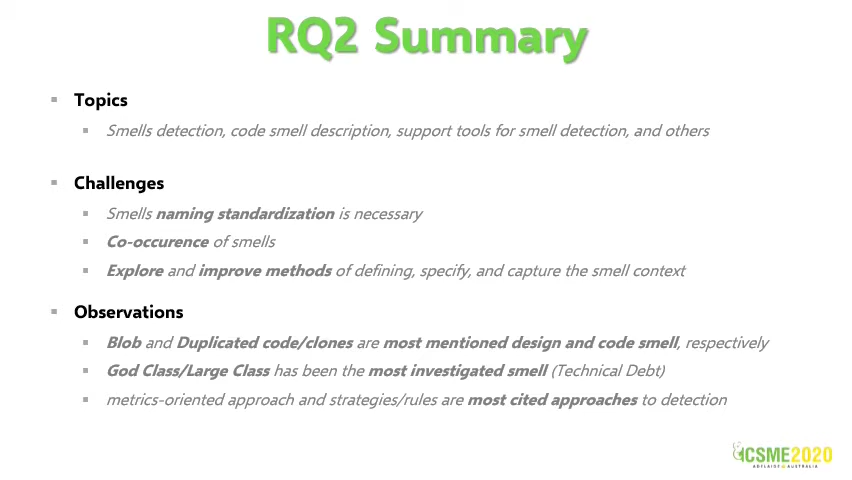 RQ2 Summary
Topics
Smells detection, code smell description, support tools for smell detection, and others
Challenges
Smells naming standardization is necessary
Co-occurence of smells
Explore and improve methods of defining, specify, and capture the smell context
Observations
Blob and Duplicated code/clones are most mentioned design and code smell, respectively
God Class/Large Class has been the most investigated smell (Technical Debt)
metrics-oriented approach and strategies/rules are most cited approaches to detection
ICSME2020
ADELAIDE AUSTRALIA